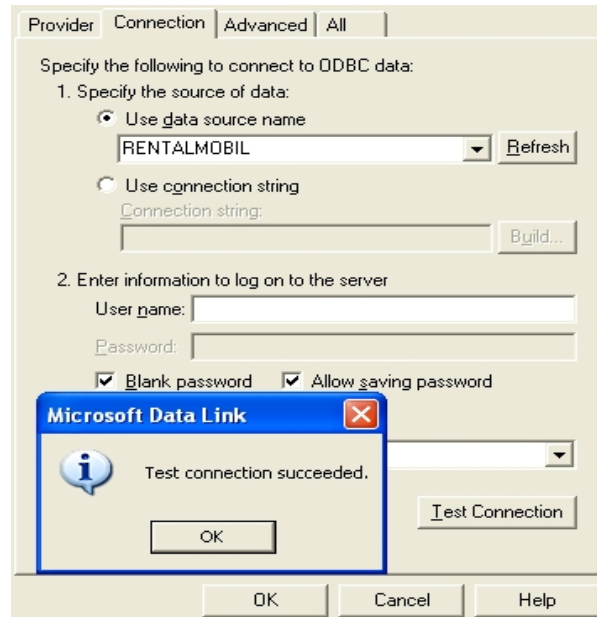 Provider Connection Advanced All
Specify the following to connect to ODBC data:
1. Specify the source of data:
Use data source name
RENTALMOBIL Refresh
Use connection string
Connection string:
Build...
2. Enter information to log on to the server
User name:
Password:
Blank password Allow saving password
Microsoft Data Link
Test connection succeeded.
OK
Test Connection
OK Cancel Help